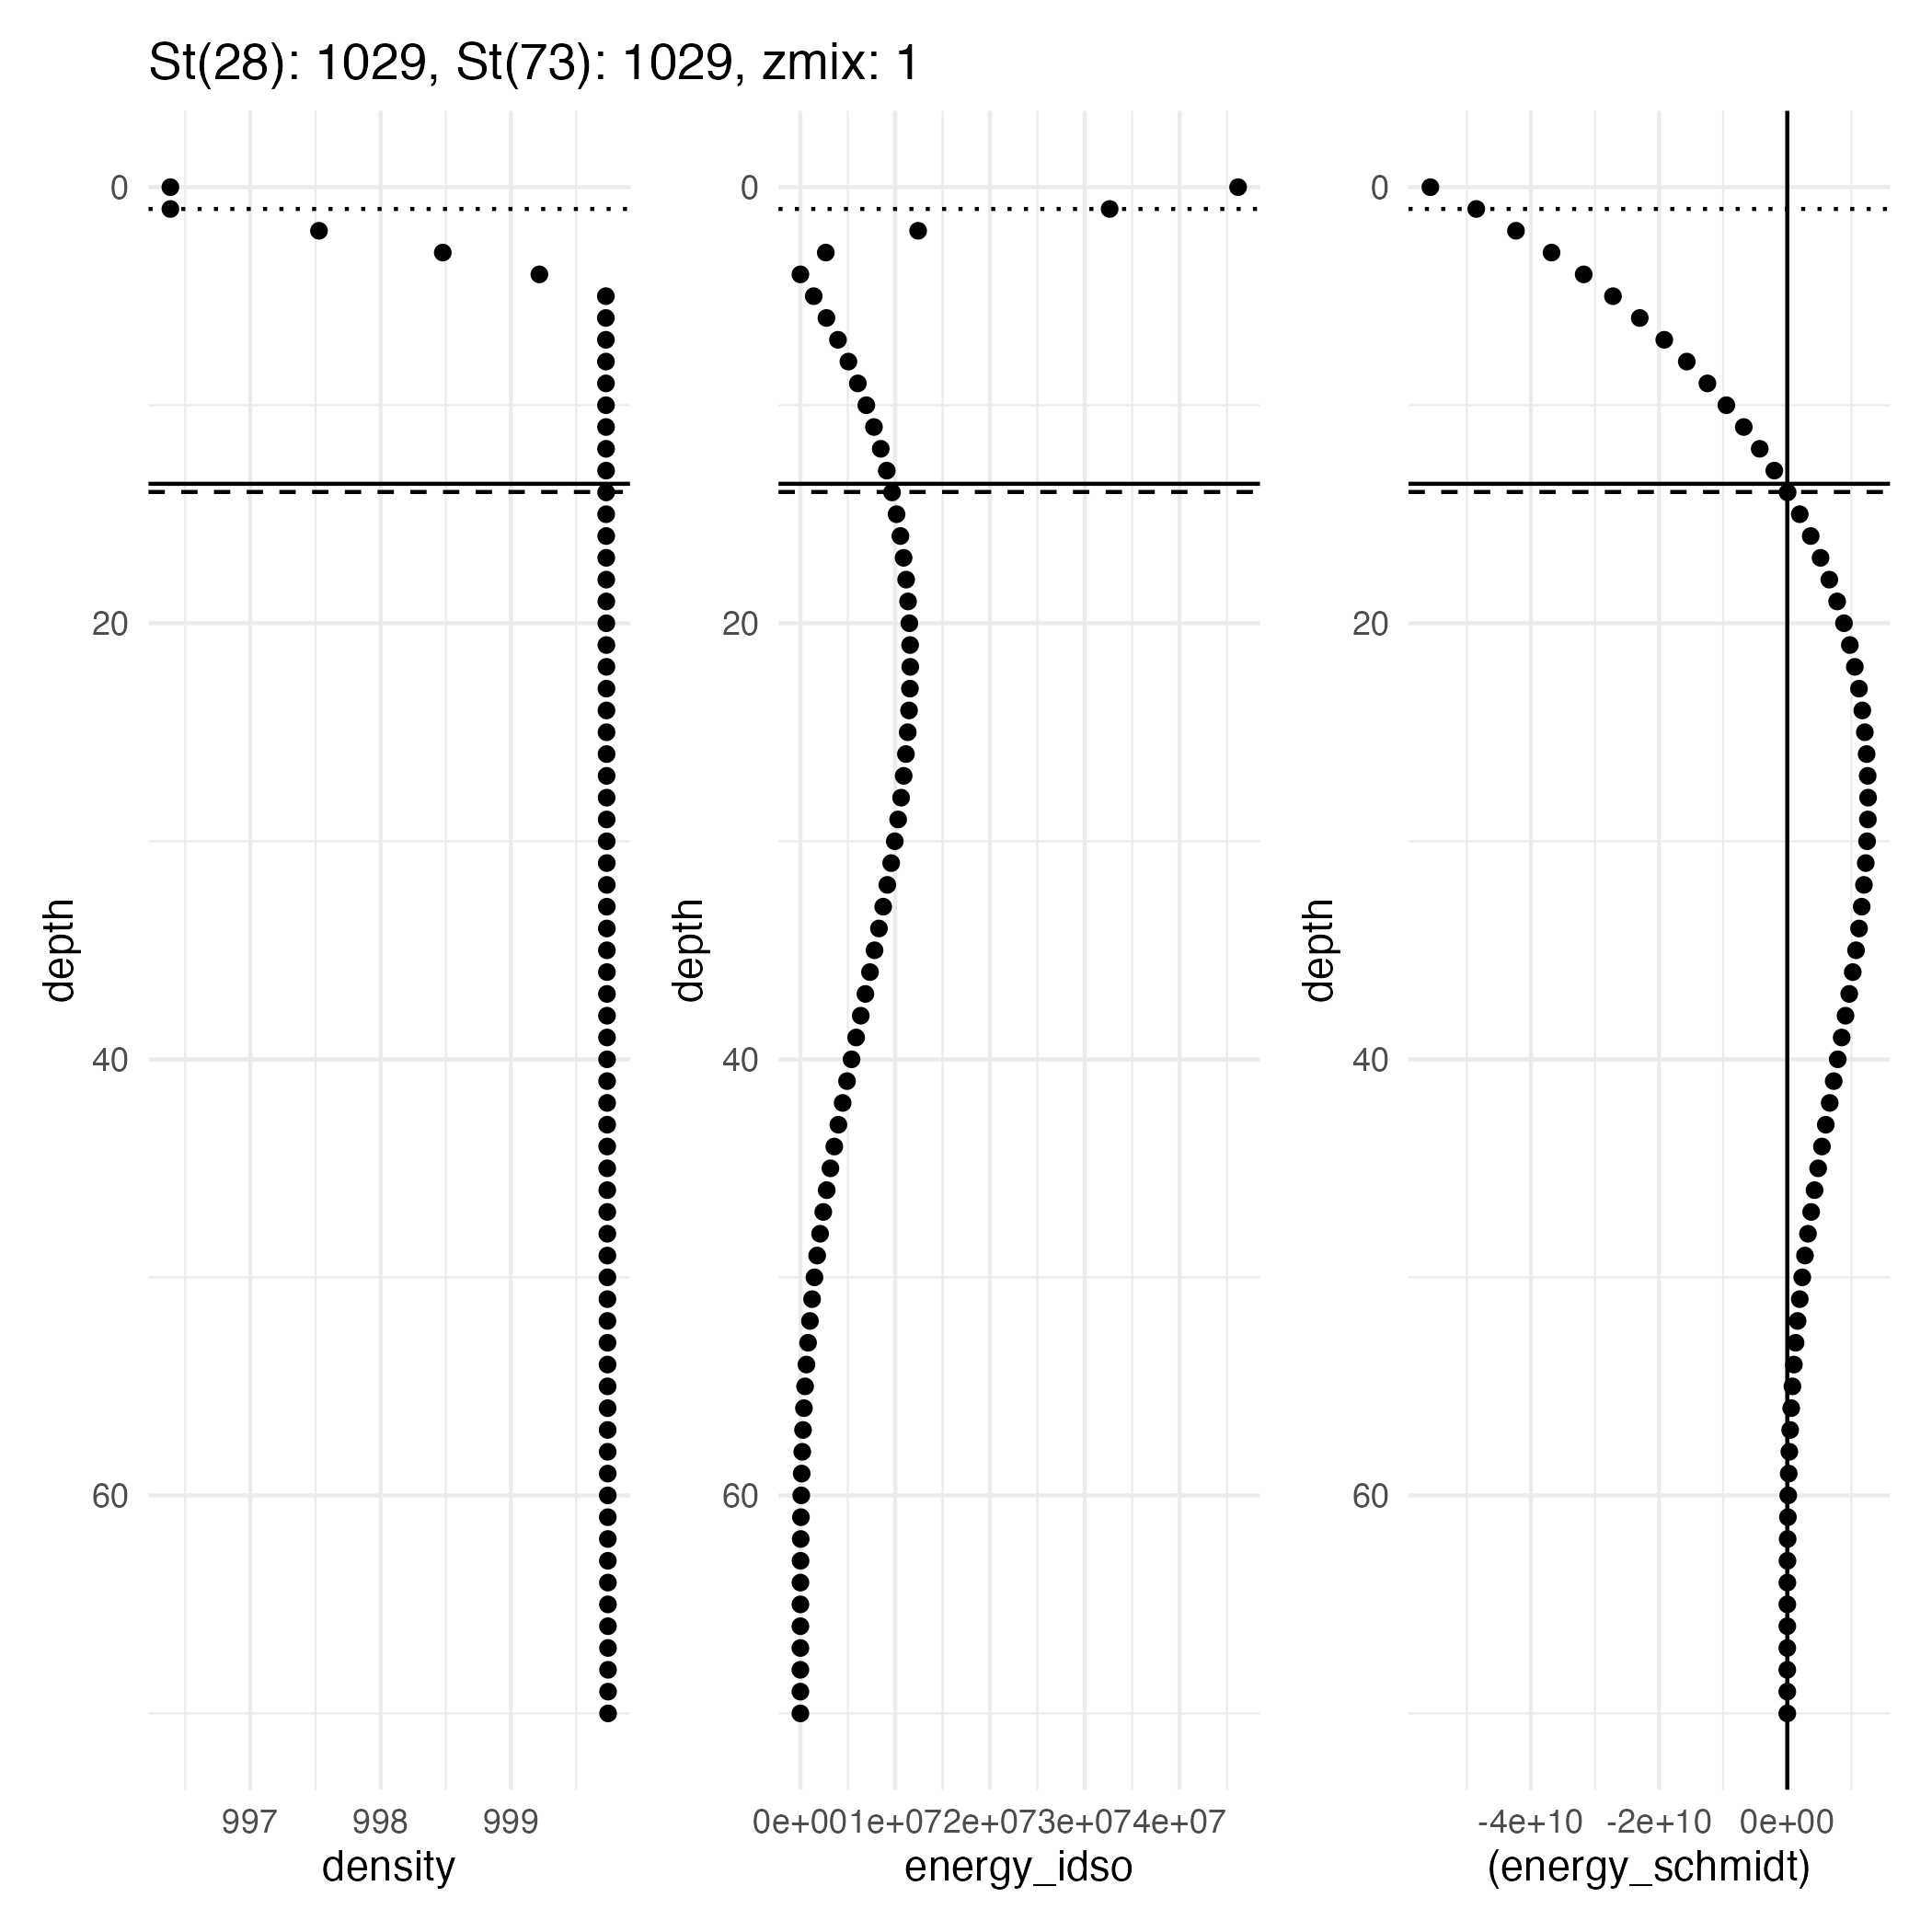 St(28): 1029, St(73): 1029, zmix: 1
0
20
40
60
depth
997 998 999
density
0
20
40
60
depth
0e+00 1e+07 2e+07 3e+07 4e+07
energy_idso
0
20
40
60
depth
-4e+10 -2e+10 0e+00
(energy_schmidt)